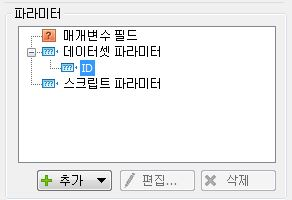 파라미터
매개변수 필드
데이터셋 파라미터
ID
스크립트 파라미터
추가 편집... 삭제